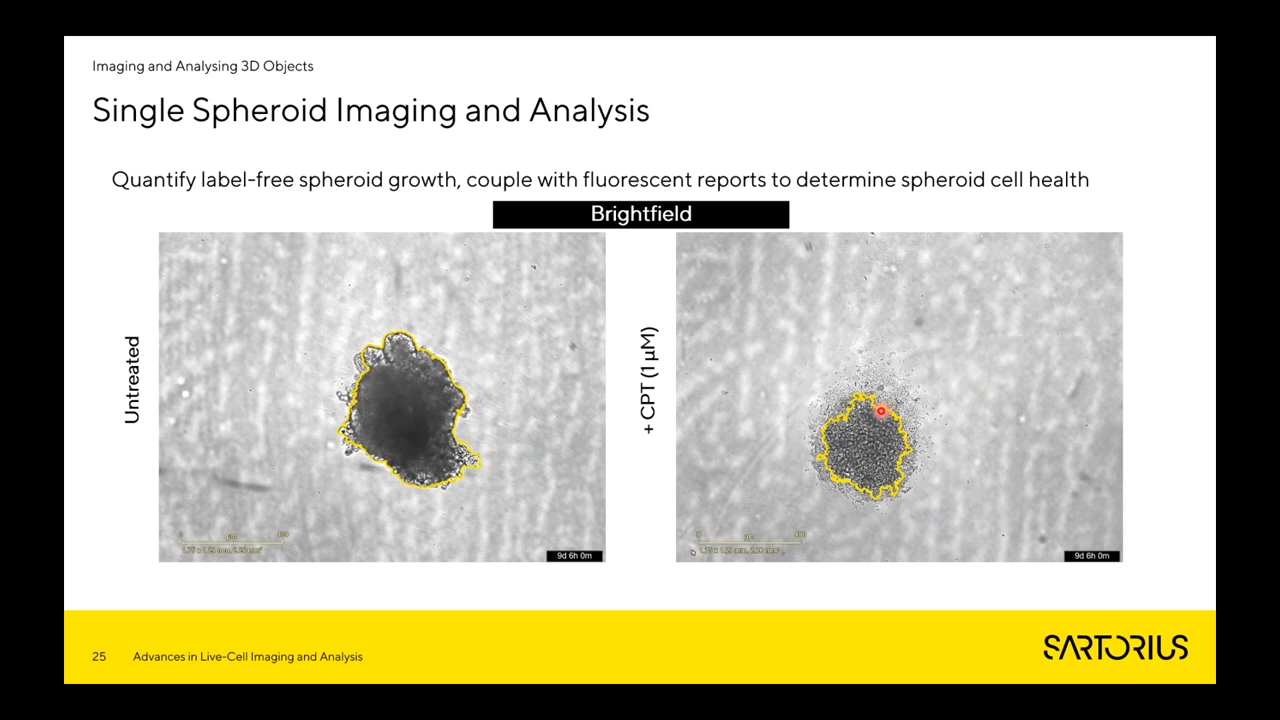 Imaging and Analysing 3D Objects
Single Spheroid Imaging and Analysis
Quantify label-free spheroid growth, couple with fluorescent reports to determine spheroid cell health
Brightfield
Untreated
+ CPT (1 µM)
9d 6h 0m
9d 6h 0m
25 Advances in Live-Cell Imaging and Analysis
SARTORIUS